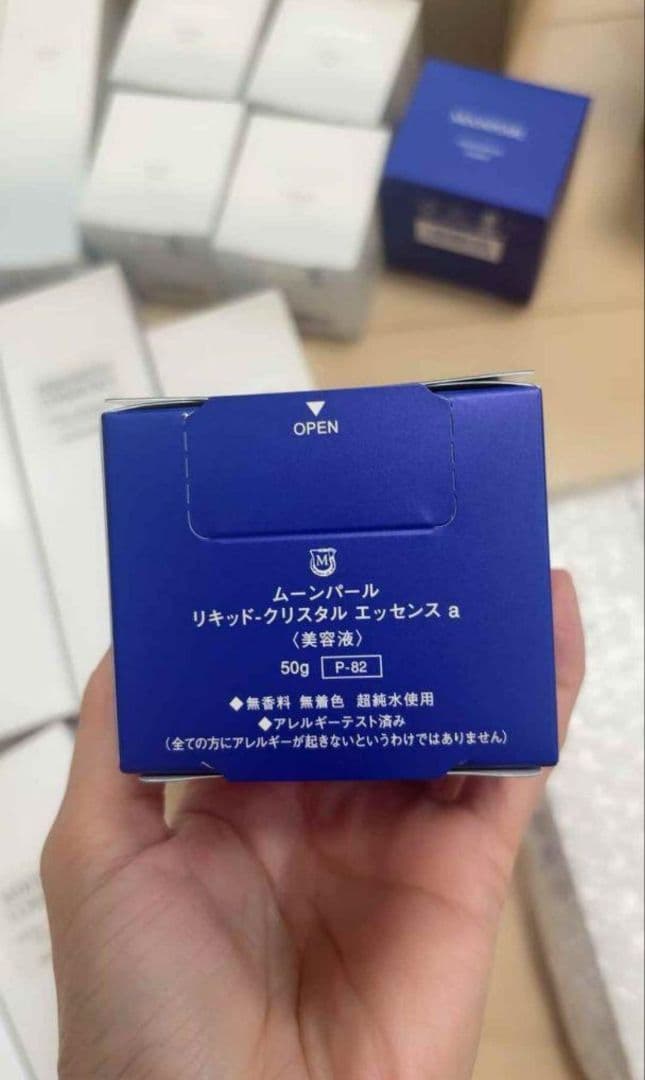 OPEN
M
ムーンパール
リキッド-クリスタル エッセンス a
〈美容液〉
50g P-82
◆無香料 無着色 超純水使用
◆アレルギーテスト済み
(全ての方にアレルギーが起きないというわけではありません)